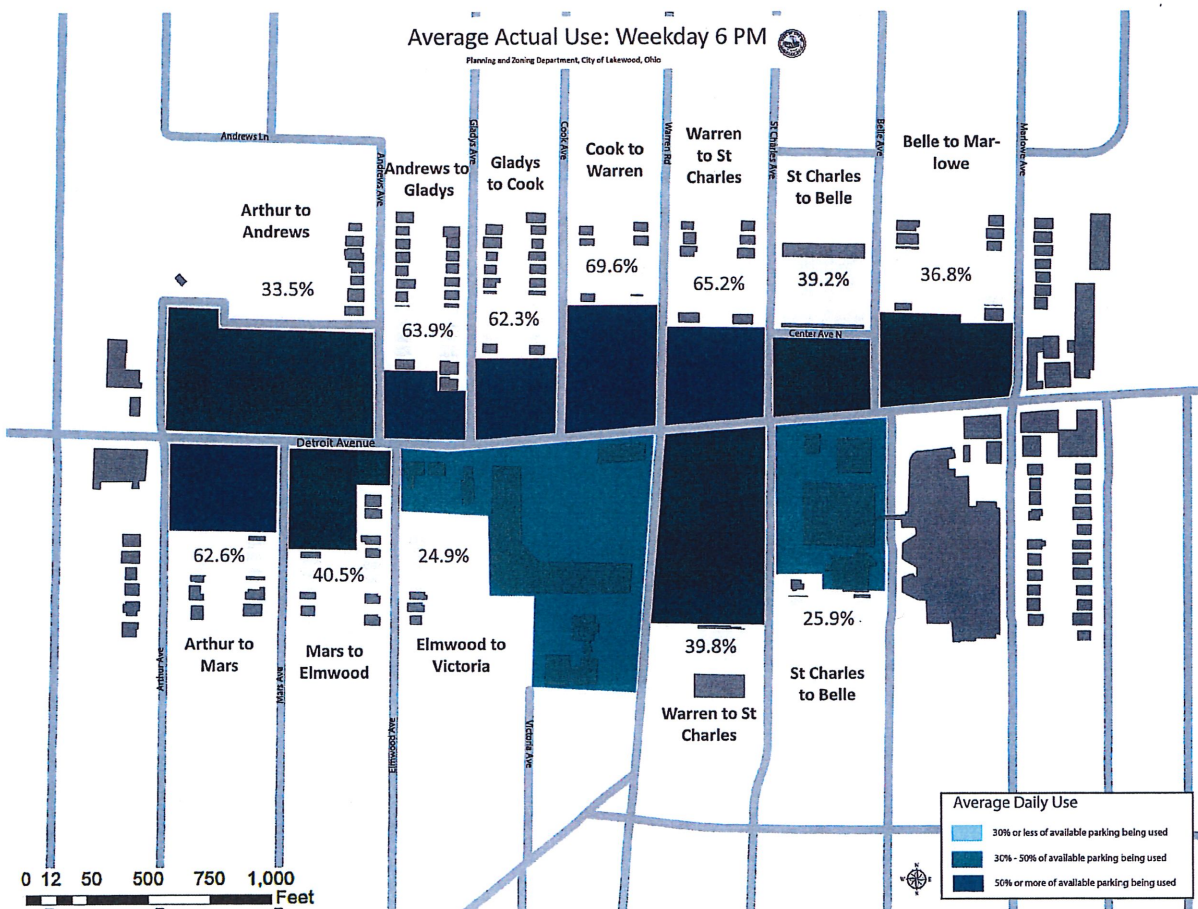 Average Actual Use: Weekday 6 PM
Planning and Zoning Department, City of Lakewood, Ohio
Andrews Ln
Andrews Ave
Gladys Ave
Cook Ave
Warren Rd
St Charles Ave
Belle Ave
Marlowe Ave
Arthur to
Andrews
33.5%
Andrews to
Gladys
63.9%
Gladys
to Cook
62.3%
Cook to
Warren
69.6%
Warren
to St
Charles
65.2%
St Charles
to Belle
39.2%
Center Ave N
Belle to Mar-
lowe
36.8%
Detroit Avenue
62.6%
Arthur to
Mars
40.5%
Mars to
Elmwood
24.9%
Elmwood to
Victoria
39.8%
Warren to St
Charles
25.9%
St Charles
to Belle
Arthur Ave
Mars Ave
Elmwood Ave
Victoria Ave
Average Daily Use
30% or less of available parking being used
30% - 50% of available parking being used
50% or more of available parking being used
N
W E
S
0 12 50 500 750 1,000
Feet